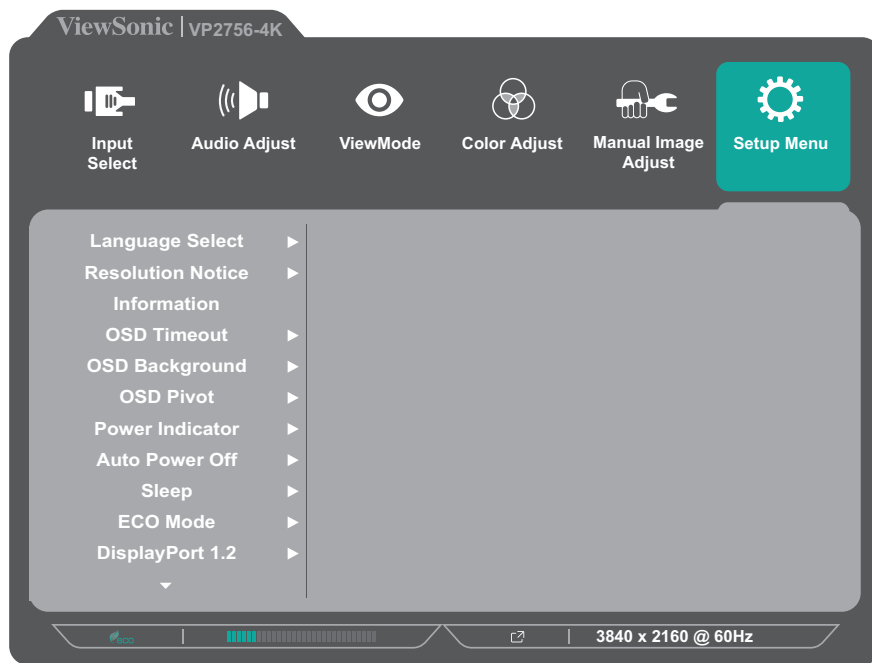 ViewSonic | VP2756-4K
Input Select
Audio Adjust
ViewMode
Color Adjust
Manual Image Adjust
Setup Menu
Language Select
Resolution Notice
Information
OSD Timeout
OSD Background
OSD Pivot
Power Indicator
Auto Power Off
Sleep
ECO Mode
DisplayPort 1.2
eco
3840 x 2160 @ 60Hz